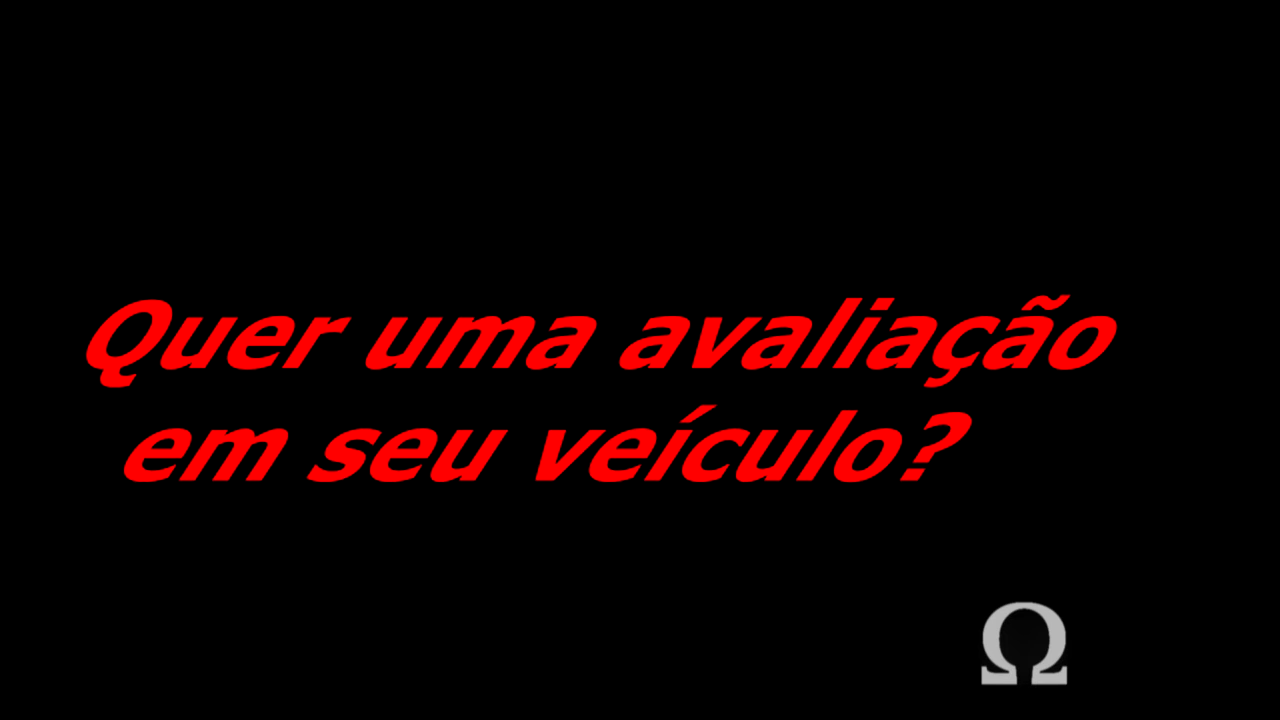 Quer uma avaliação
em seu veículo?
Ω